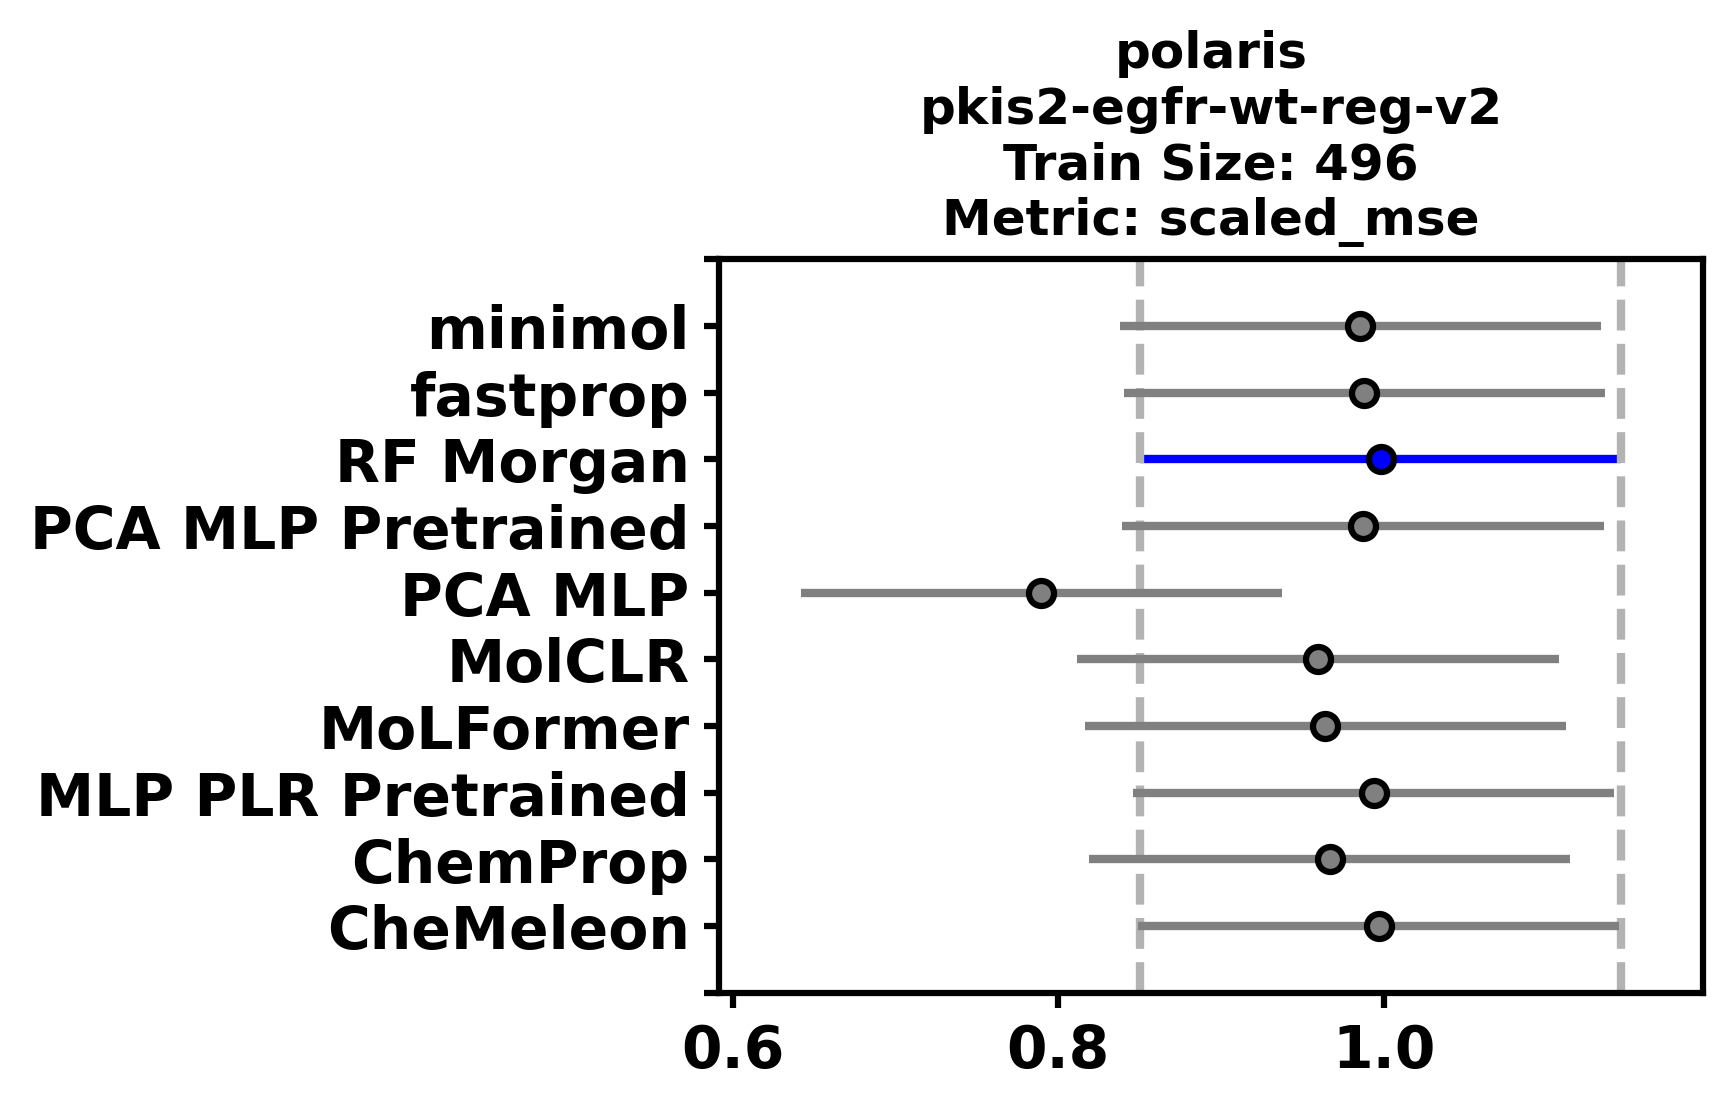 polaris
pkis2-egfr-wt-reg-v2
Train Size: 496
Metric: scaled_mse
minimol
fastprop
RF Morgan
PCA MLP Pretrained
PCA MLP
MolCLR
MoLFormer
MLP PLR Pretrained
ChemProp
CheMeleon
0.6 0.8 1.0